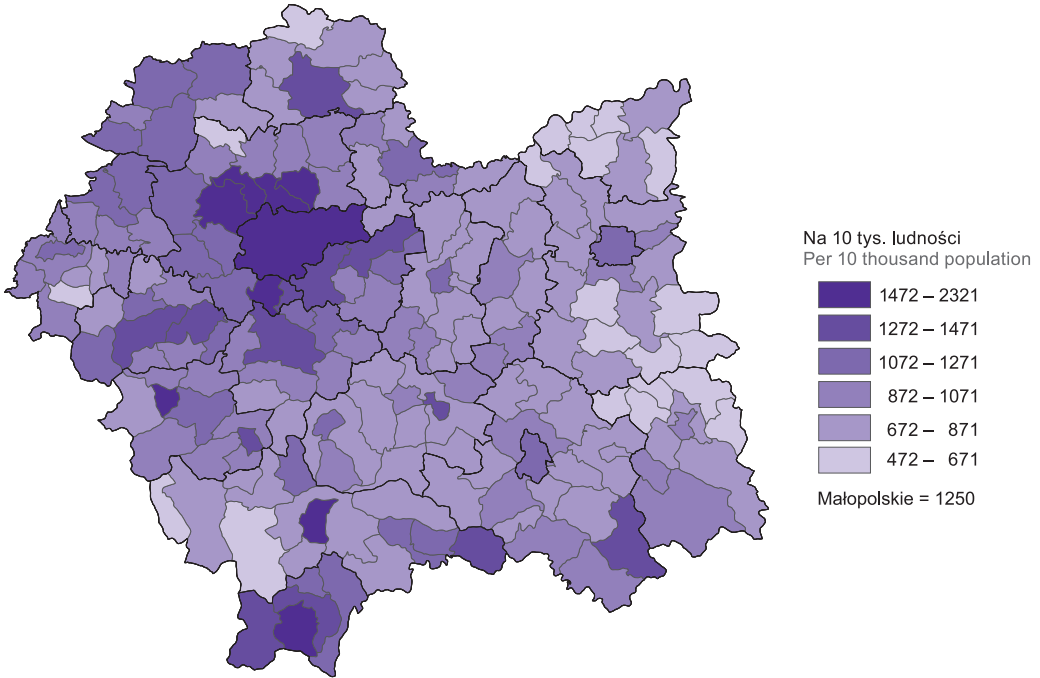 Na 10 tys. ludności
Per 10 thousand population
1472 – 2321
1272 – 1471
1072 – 1271
872 – 1071
672 – 871
472 – 671
Małopolskie = 1250